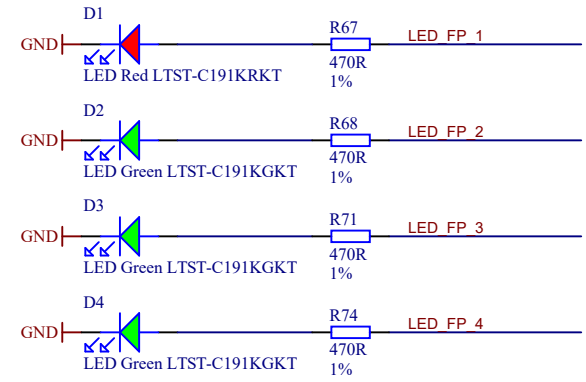 D1
R67
LED_FP_1
GND
470R
LED Red LTST-C191KRKT
1%
D2
R68
LED_FP_2
GND
470R
LED Green LTST-C191KGKT
1%
D3
R71
LED_FP_3
GND
470R
LED Green LTST-C191KGKT
1%
D4
R74
LED_FP_4
GND
470R
LED Green LTST-C191KGKT
1%